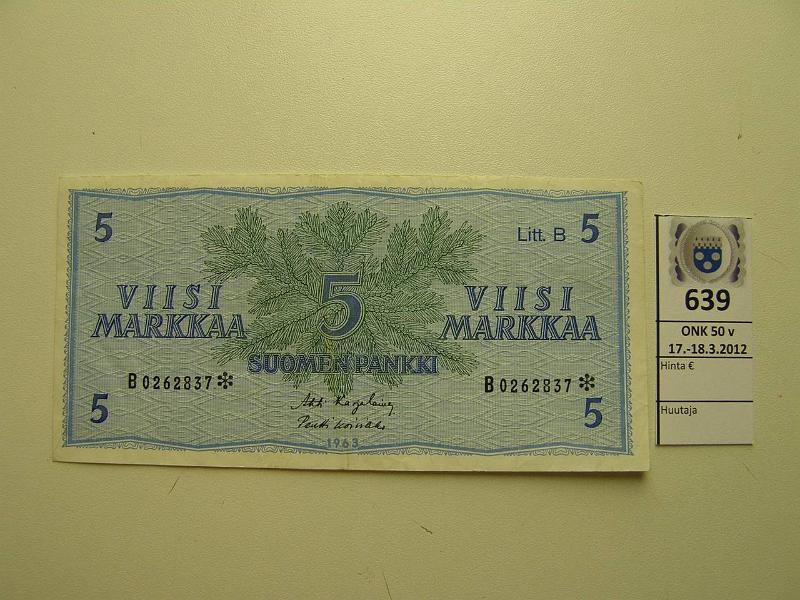 5 Litt. B 5
VIISI MARKKAA
5
VIISI MARKKAA
SUOMEN PANKKI
B0262837*
B0262837*
5 5
1963
639
ONK 50 v
17.-18.3.2012
Hinta €
Huutaja